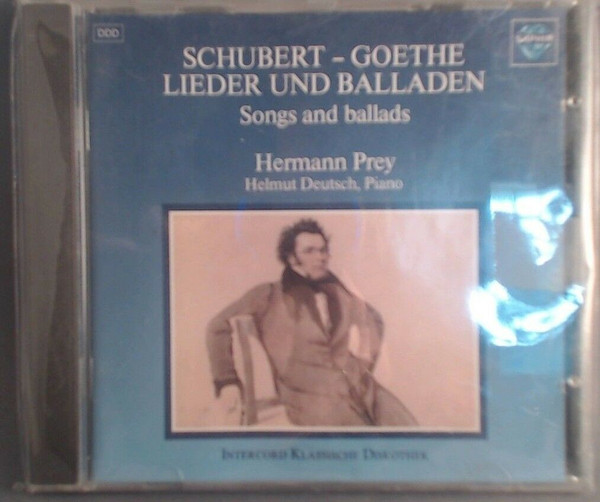 DDD
SCHUBERT – GOETHE
LIEDER UND BALLADEN
Songs and ballads
Hermann Prey
Helmut Deutsch, Piano
INTERCORD KLASSISCHE DISKOTHEK